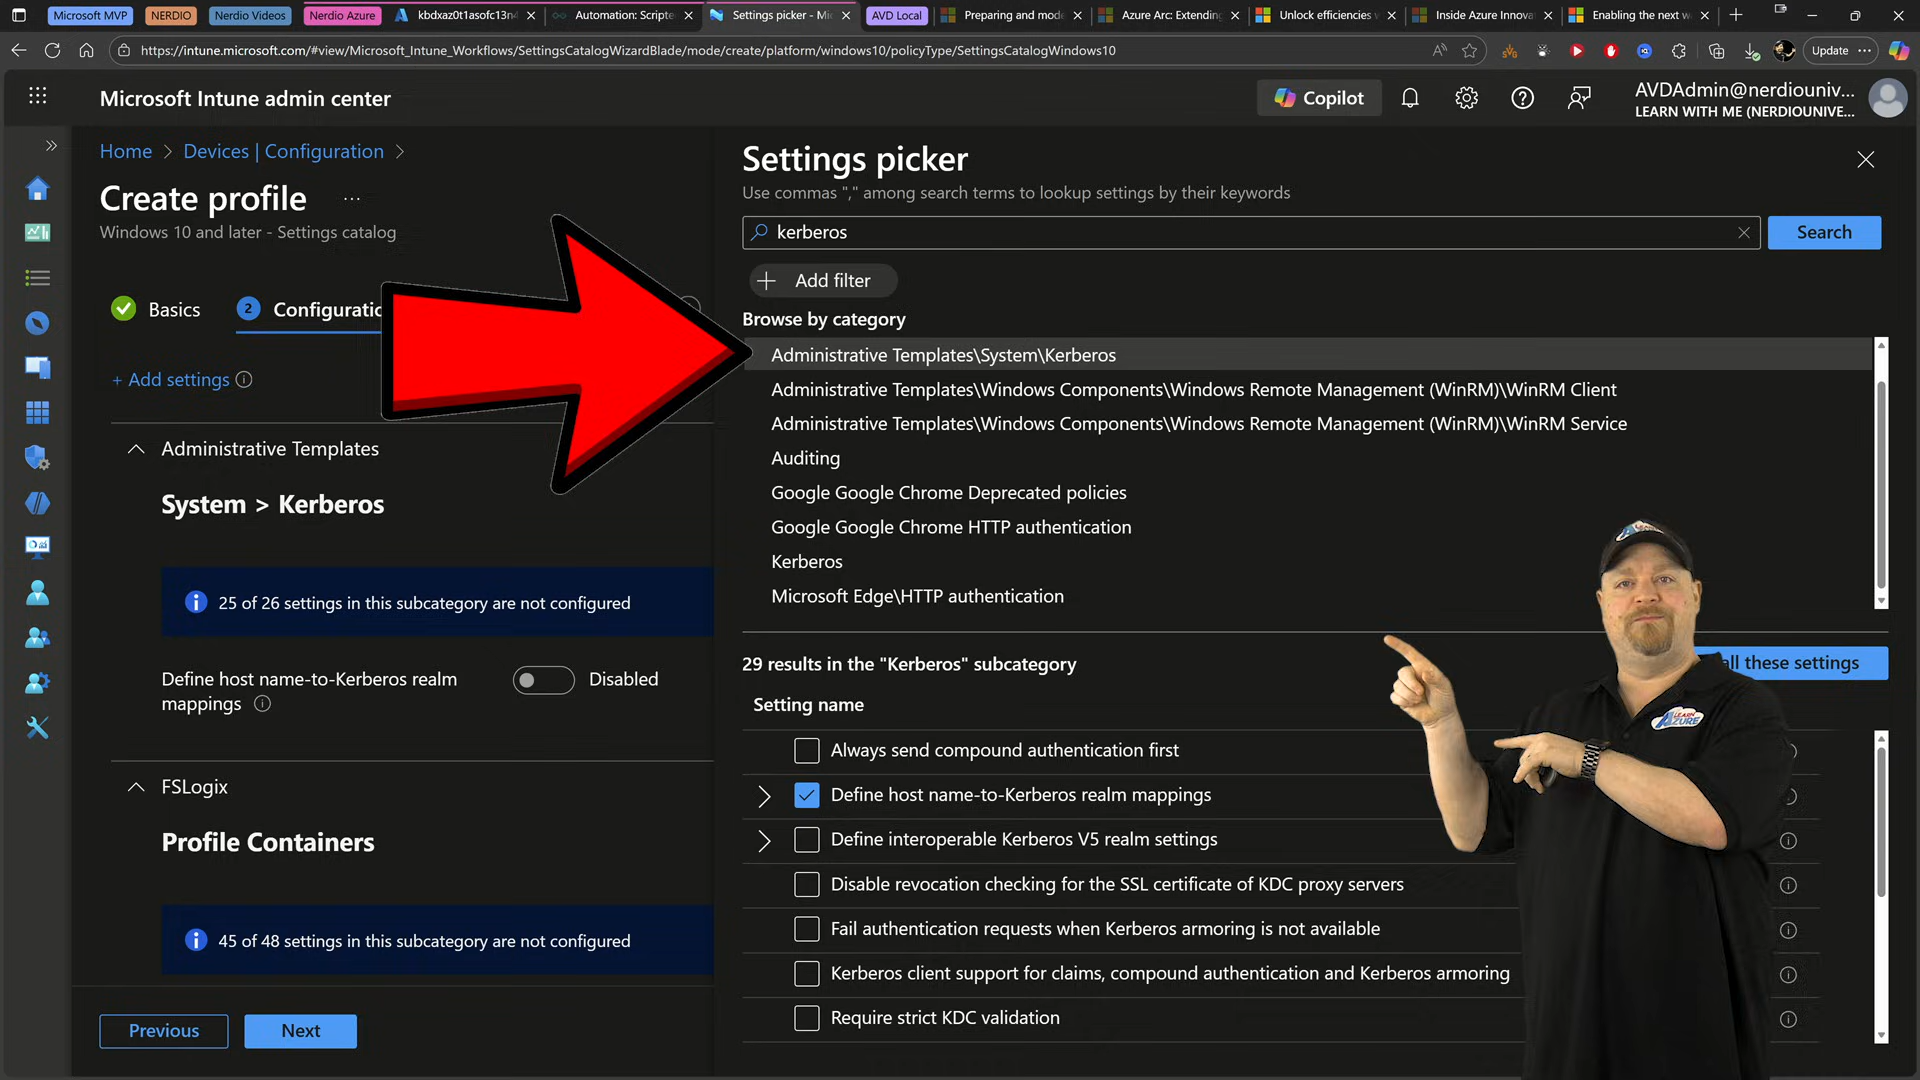 Microsoft MVP
NERDIO
Nerdio Videos
Nerdio Azure
kbdxaz0t1asofc13n
Automation: Scripte
Settings picker - Mi
AVD Local
Preparing and mod
Azure Arc: Extending
Unlock efficiencies
Inside Azure Innova
Enabling the next w
https://intune.microsoft.com/#view/Microsoft_Intune_Workflows/SettingsCatalogWizardBlade/mode/create/platform/windows10/policyType/SettingsCatalogWindows10
Update
Microsoft Intune admin center
Copilot
AVDAdmin@nerdiouniv...
LEARN WITH ME (NERDIOUNIVE...
Home > Devices | Configuration >
Create profile ...
Windows 10 and later - Settings catalog
Basics
2 Configuratio
+ Add settings
Administrative Templates
System > Kerberos
25 of 26 settings in this subcategory are not configured
Define host name-to-Kerberos realm
mappings
Disabled
FSLogix
Profile Containers
45 of 48 settings in this subcategory are not configured
Previous
Next
Settings picker
Use commas "," among search terms to lookup settings by their keywords
kerberos
Search
Add filter
Browse by category
Administrative Templates\System\Kerberos
Administrative Templates\Windows Components\Windows Remote Management (WinRM)\WinRM Client
Administrative Templates\Windows Components\Windows Remote Management (WinRM)\WinRM Service
Auditing
Google Google Chrome Deprecated policies
Google Google Chrome HTTP authentication
Kerberos
Microsoft Edge\HTTP authentication
29 results in the "Kerberos" subcategory
all these settings
Setting name
Always send compound authentication first
Define host name-to-Kerberos realm mappings
Define interoperable Kerberos V5 realm settings
Disable revocation checking for the SSL certificate of KDC proxy servers
Fail authentication requests when Kerberos armoring is not available
Kerberos client support for claims, compound authentication and Kerberos armoring
Require strict KDC validation
LEARN
AZURE